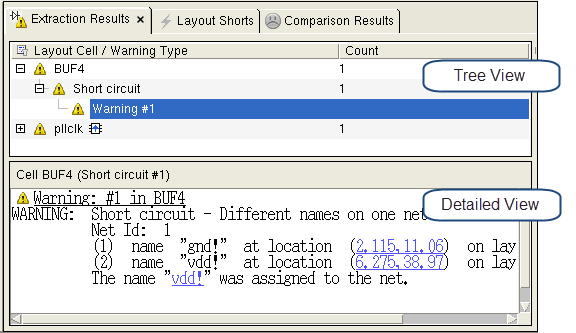 Extraction Results × Layout Shorts Comparison Results
Layout Cell / Warning Type Count
BUF4 1
Tree View
Short circuit 1
Warning #1
pllclk 1
Cell BUF4 (Short circuit #1)
Warning: #1 in BUF4
Detailed View
WARNING: Short circuit - Different names on one net
Net Id: 1
(1) name "gnd!" at location (2.115,11.06) on lay
(2) name "vdd!" at location (6.275,38.97) on lay
The name "vdd!" was assigned to the net.